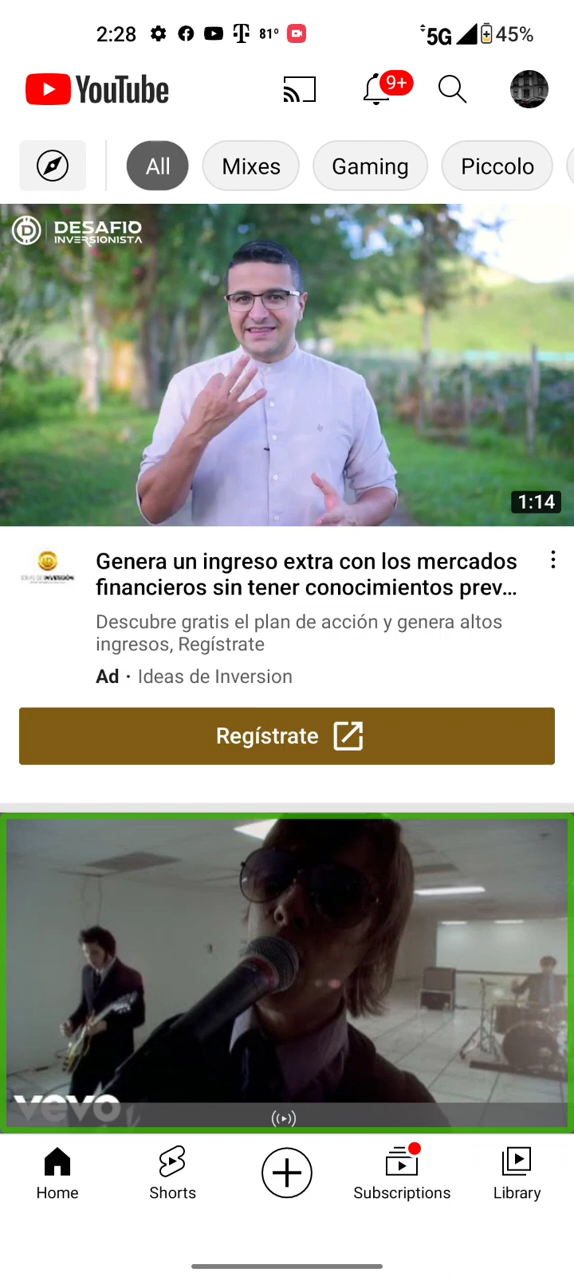 2:28
81°
5G
45%
YouTube
9+
All
Mixes
Gaming
Piccolo
DESAFIO
INVERSIONISTA
1:14
Genera un ingreso extra con los mercados
financieros sin tener conocimientos prev...
Descubre gratis el plan de acción y genera altos
ingresos, Regístrate
Ad · Ideas de Inversion
Regístrate
vevo
Home
Shorts
Subscriptions
Library